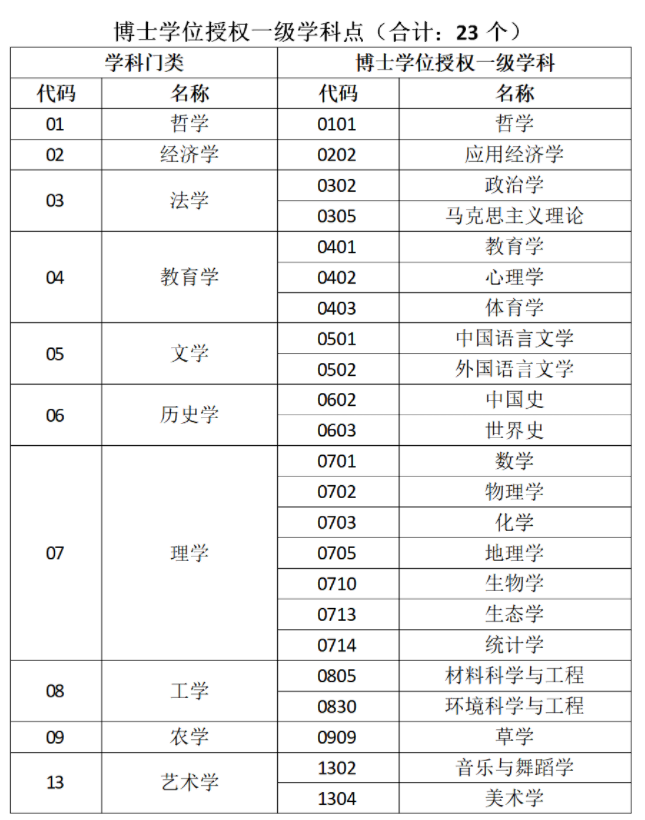 博士学位授权一级学科点（合计：23 个）
学科门类 博士学位授权一级学科
代码 名称 代码 名称
01 哲学 0101 哲学
02 经济学 0202 应用经济学
03 法学 0302 政治学
0305 马克思主义理论
04 教育学 0401 教育学
0402 心理学
0403 体育学
05 文学 0501 中国语言文学
0502 外国语言文学
06 历史学 0602 中国史
0603 世界史
07 理学 0701 数学
0702 物理学
0703 化学
0705 地理学
0710 生物学
0713 生态学
0714 统计学
08 工学 0805 材料科学与工程
0830 环境科学与工程
09 农学 0909 草学
13 艺术学 1302 音乐与舞蹈学
1304 美术学